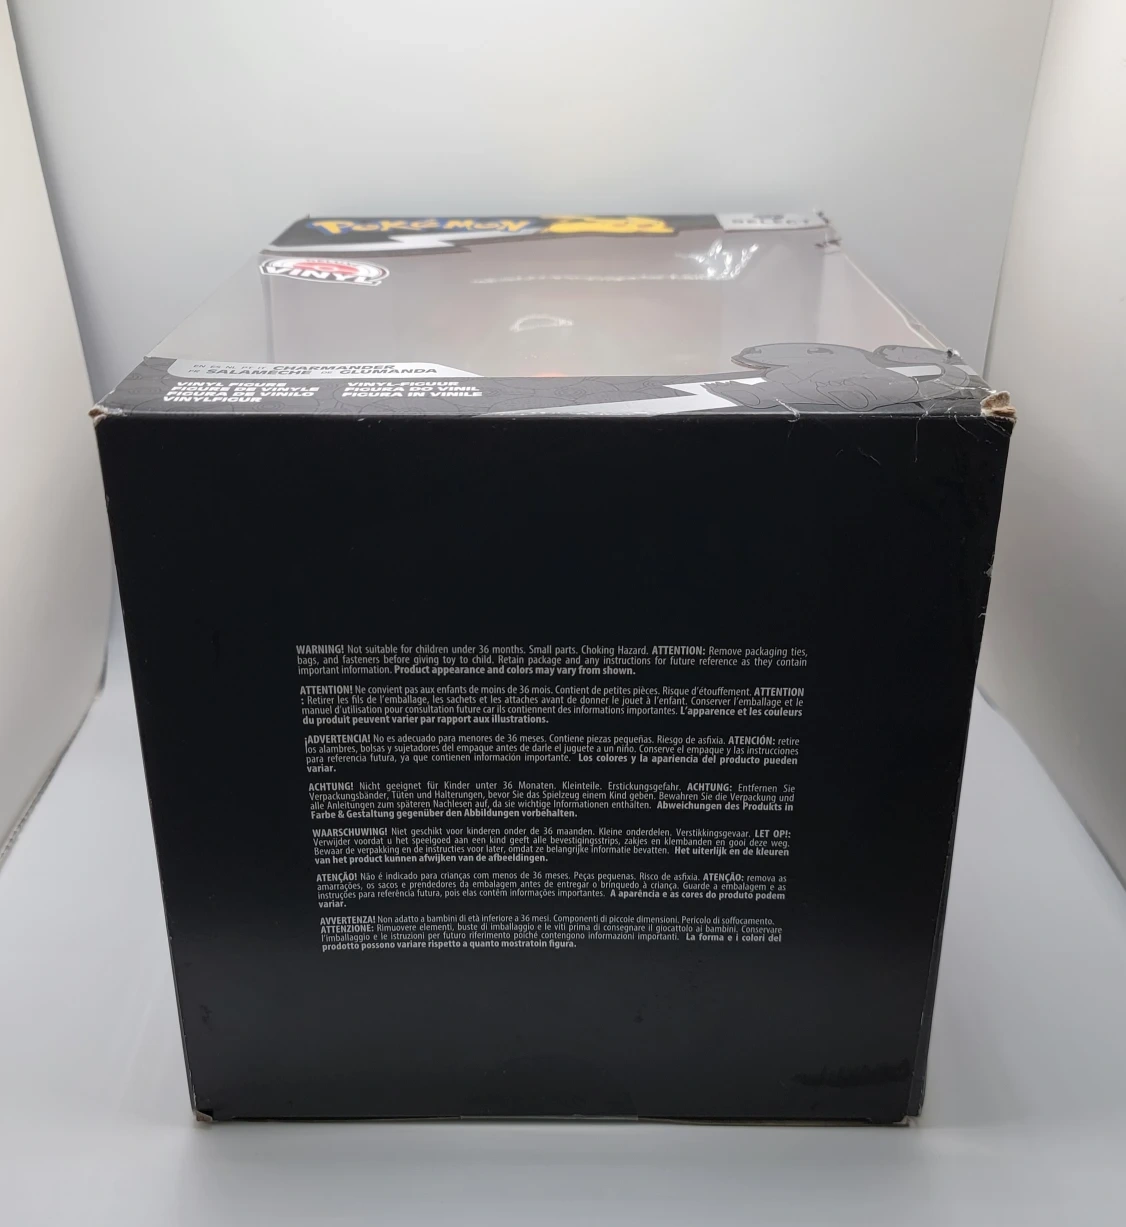 POKÉMON
SELECT
DELUXE
VINYL
EN ES NL PT IT CHARMANDER
FR SALAMÈCHE DE GLUMANDA
VINYL FIGURE VINYL-FIGUUR
FIGURE DE VINYLE FIGURA DO VINIL
FIGURA DE VINILO FIGURA IN VINILE
VINYLFIGUR
WARNING! Not suitable for children under 36 months. Small parts. Choking Hazard. ATTENTION: Remove packaging ties,
bags, and fasteners before giving toy to child. Retain package and any instructions for future reference as they contain
important information. Product appearance and colors may vary from shown.
ATTENTION! Ne convient pas aux enfants de moins de 36 mois. Contient de petites pièces. Risque d'étouffement. ATTENTION
: Retirer les fils de l'emballage, les sachets et les attaches avant de donner le jouet à l'enfant. Conserver l'emballage et le
manuel d'utilisation pour consultation future car ils contiennent des informations importantes. L'apparence et les couleurs
du produit peuvent varier par rapport aux illustrations.
¡ADVERTENCIA! No es adecuado para menores de 36 meses. Contiene piezas pequeñas. Riesgo de asfixia. ATENCIÓN: retire
los alambres, bolsas y sujetadores del empaque antes de darle el juguete a un niño. Conserve el empaque y las instrucciones
para referencia futura, ya que contienen información importante. Los colores y la apariencia del producto pueden
variar.
ACHTUNG! Nicht geeignet für Kinder unter 36 Monaten. Kleinteile. Erstickungsgefahr. ACHTUNG: Entfernen Sie
Verpackungsbänder, Tüten und Halterungen, bevor Sie das Spielzeug einem Kind geben. Bewahren Sie die Verpackung und
alle Anleitungen zum späteren Nachlesen auf, da sie wichtige Informationen enthalten. Abweichungen des Produkts in
Farbe & Gestaltung gegenüber den Abbildungen vorbehalten.
WAARSCHUWING! Niet geschikt voor kinderen onder de 36 maanden. Kleine onderdelen. Verstikkingsgevaar. LET OP!:
Verwijder voordat u het speelgoed aan een kind geeft alle bevestigingsstrips, zakjes en klembanden en gooi deze weg.
Bewaar de verpakking en de instructies voor later, omdat ze belangrijke informatie bevatten. Het uiterlijk en de kleuren
van het product kunnen afwijken van de afbeeldingen.
ATENÇÃO! Não é indicado para crianças com menos de 36 meses. Peças pequenas. Risco de asfixia. ATENÇÃO: remova as
amarrações, os sacos e prendedores da embalagem antes de entregar o brinquedo à criança. Guarde a embalagem e as
instruções para referência futura, pois elas contêm informações importantes. A aparência e as cores do produto podem
variar.
AVVERTENZA! Non adatto a bambini di età inferiore a 36 mesi. Componenti di piccole dimensioni. Pericolo di soffocamento.
ATTENZIONE: Rimuovere elementi, buste di imballaggio e le viti prima di consegnare il giocattolo ai bambini. Conservare
l'imballaggio e le istruzioni per futuro riferimento poiché contengono informazioni importanti. La forma e i colori del
prodotto possono variare rispetto a quanto mostratoin figura.